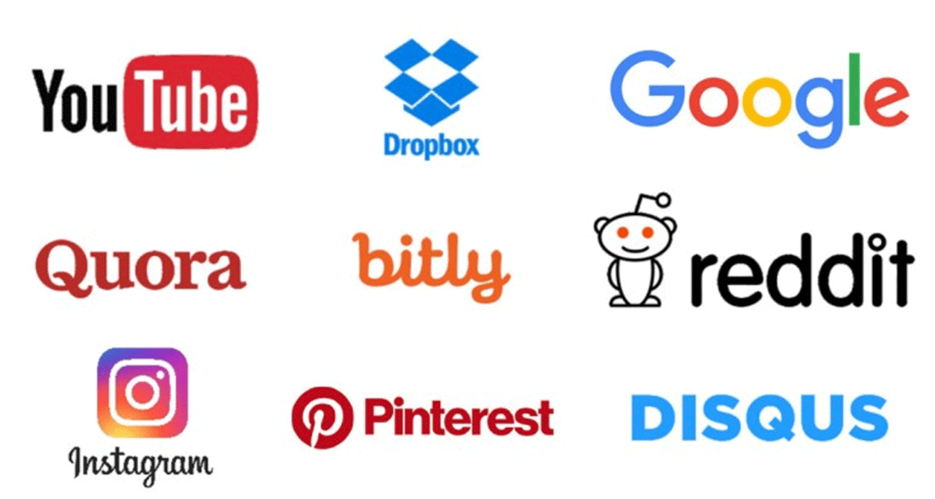 YouTube
Dropbox
Google
Quora
bitly
reddit
Instagram
Pinterest
DISQUS